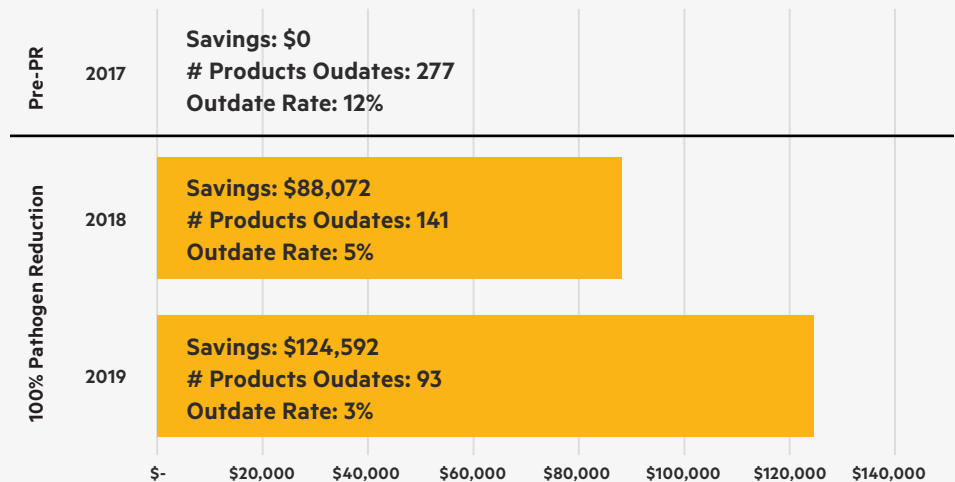 Pre-PR
2017
Savings: $0
# Products Oudates: 277
Outdate Rate: 12%
100% Pathogen Reduction
2018
Savings: $88,072
# Products Oudates: 141
Outdate Rate: 5%
2019
Savings: $124,592
# Products Oudates: 93
Outdate Rate: 3%
$- $20,000 $40,000 $60,000 $80,000 $100,000 $120,000 $140,000